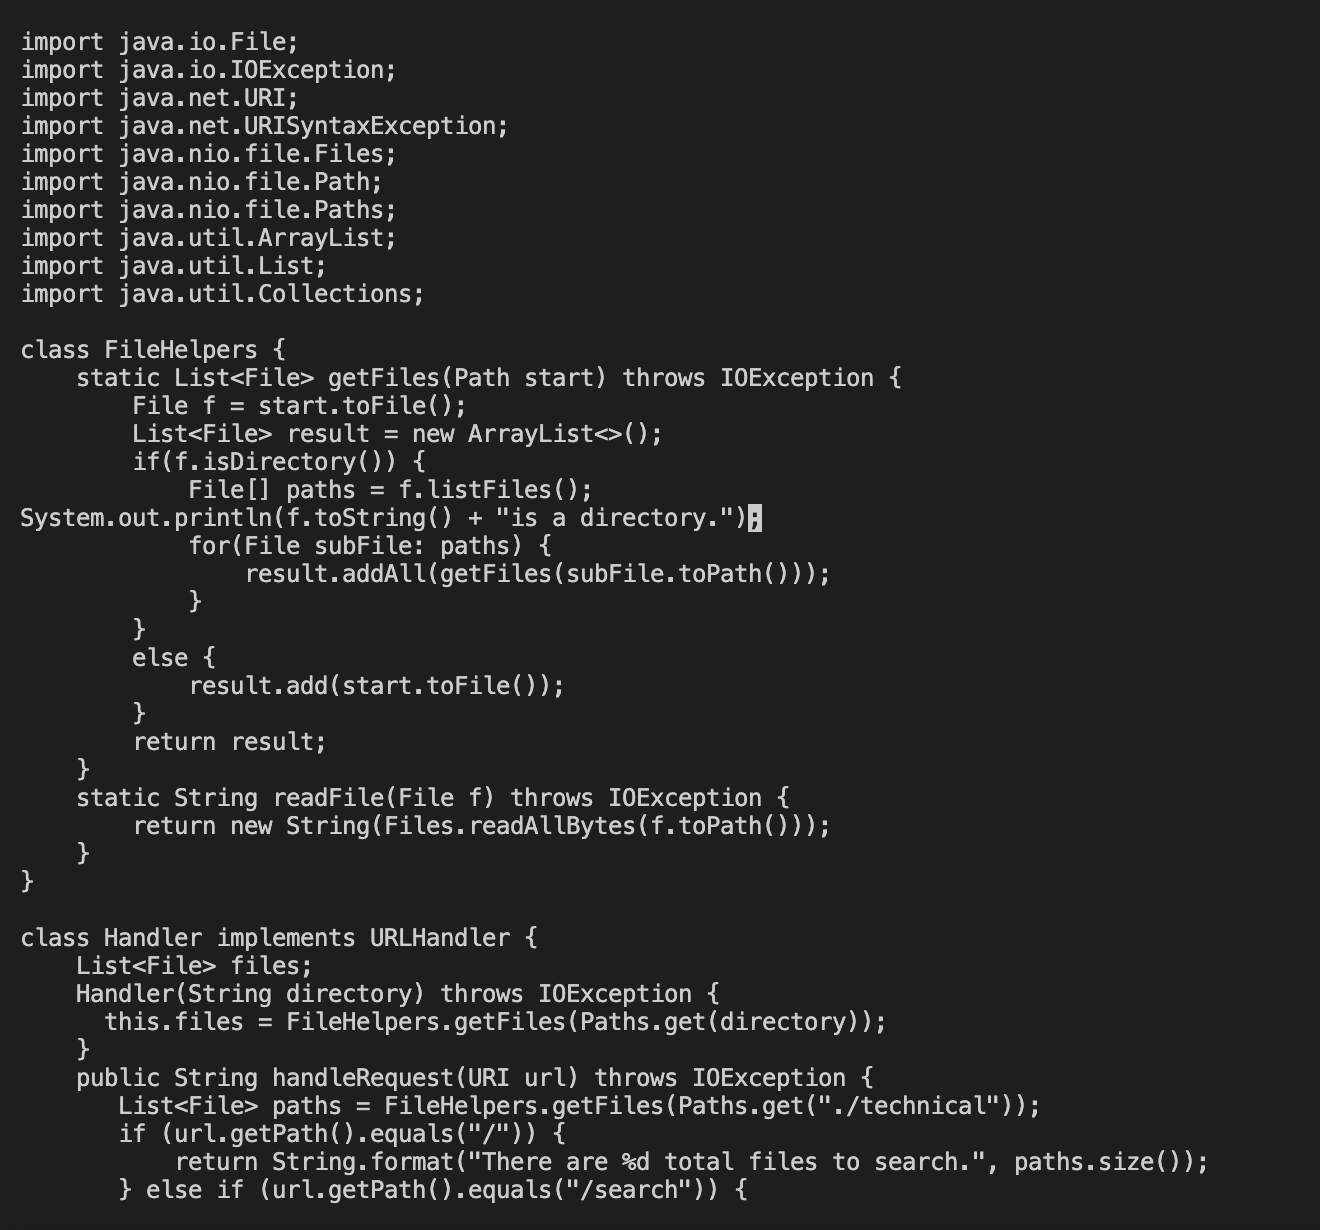 import java.io.File;
import java.io.IOException;
import java.net.URI;
import java.net.URISyntaxException;
import java.nio.file.Files;
import java.nio.file.Path;
import java.nio.file.Paths;
import java.util.ArrayList;
import java.util.List;
import java.util.Collections;

class FileHelpers {
    static List<File> getFiles(Path start) throws IOException {
        File f = start.toFile();
        List<File> result = new ArrayList<>();
        if(f.isDirectory()) {
            File[] paths = f.listFiles();
System.out.println(f.toString() + "is a directory.");
            for(File subFile: paths) {
                result.addAll(getFiles(subFile.toPath()));
            }
        }
        else {
            result.add(start.toFile());
        }
        return result;
    }
    static String readFile(File f) throws IOException {
        return new String(Files.readAllBytes(f.toPath()));
    }
}

class Handler implements URLHandler {
    List<File> files;
    Handler(String directory) throws IOException {
      this.files = FileHelpers.getFiles(Paths.get(directory));
    }
    public String handleRequest(URI url) throws IOException {
       List<File> paths = FileHelpers.getFiles(Paths.get("./technical"));
       if (url.getPath().equals("/")) {
           return String.format("There are %d total files to search.", paths.size());
       } else if (url.getPath().equals("/search")) {